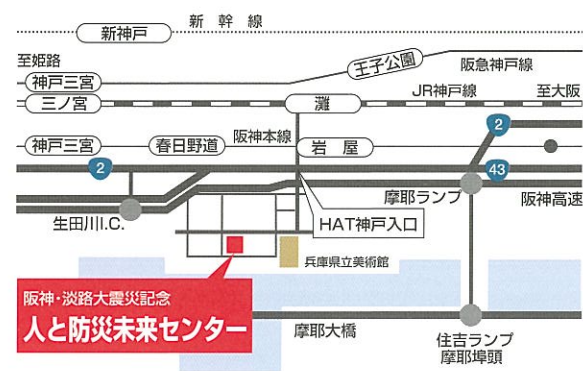 新幹線
新神戸
至姫路
王子公園
阪急神戸線
神戸三宮
JR神戸線
至大阪
三ノ宮
灘
2
阪神本線
神戸三宮
春日野道
岩屋
2
43
摩耶ランプ
阪神高速
生田川I.C.
HAT神戸入口
兵庫県立美術館
阪神・淡路大震災記念
人と防災未来センター
摩耶大橋
住吉ランプ
摩耶埠頭